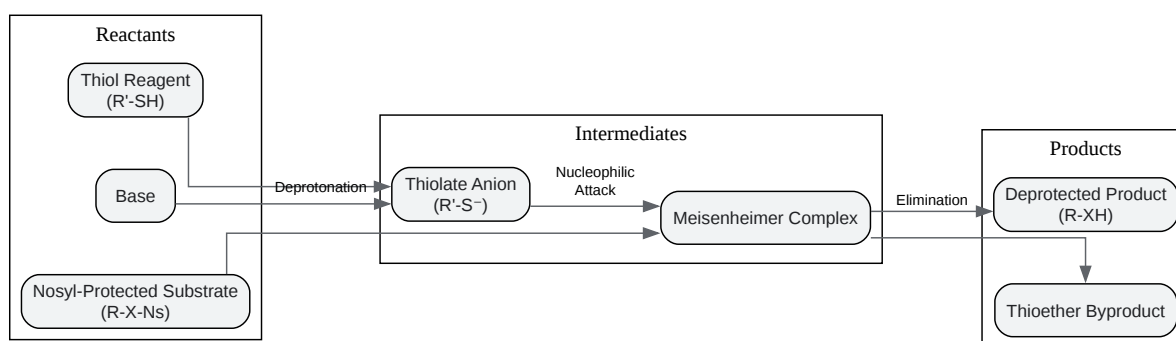 Reactants
Thiol Reagent
(R'-SH)
Base
Nosyl-Protected Substrate
(R-X-Ns)
Deprotonation
Intermediates
Thiolate Anion
(R'-S⁻)
Nucleophilic
Attack
Meisenheimer Complex
Elimination
Products
Deprotected Product
(R-XH)
Thioether Byproduct